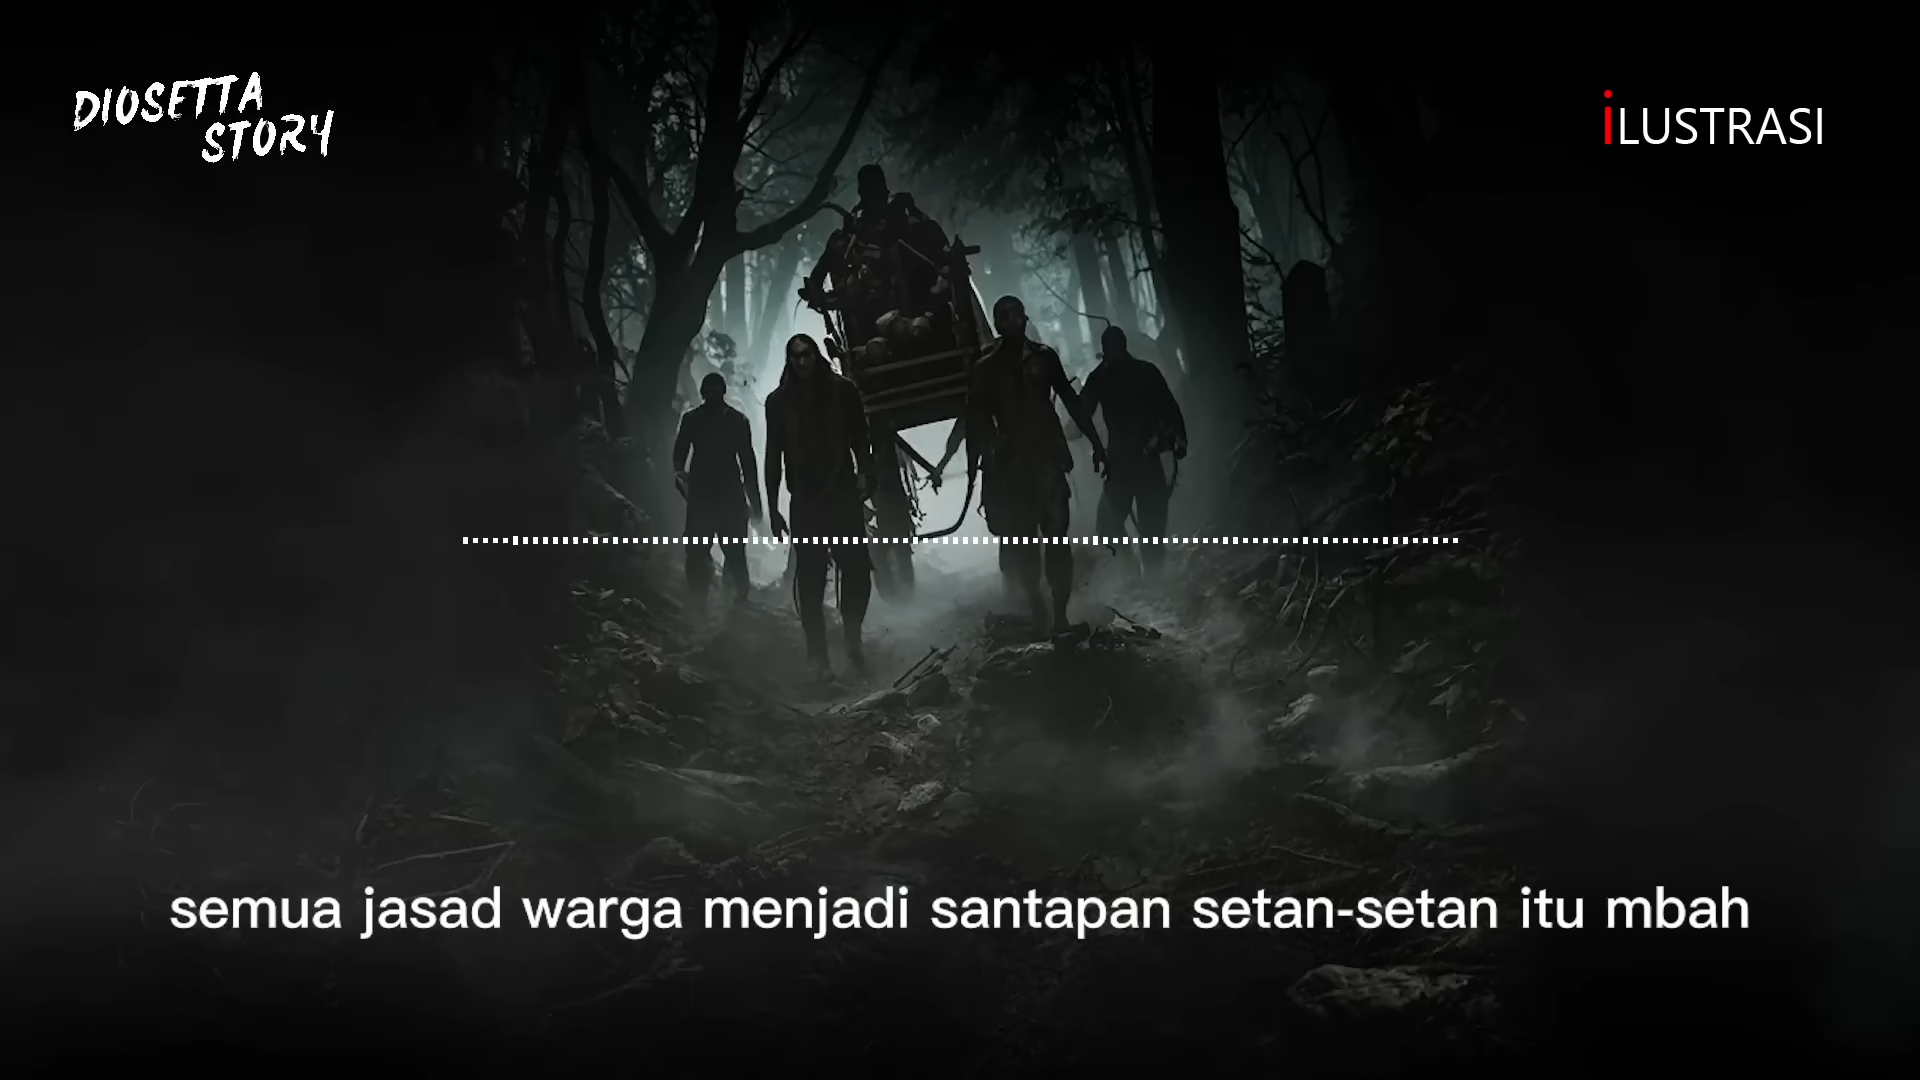 DIOSETTA
STORY
iLUSTRASI
semua jasad warga menjadi santapan setan-setan itu mbah